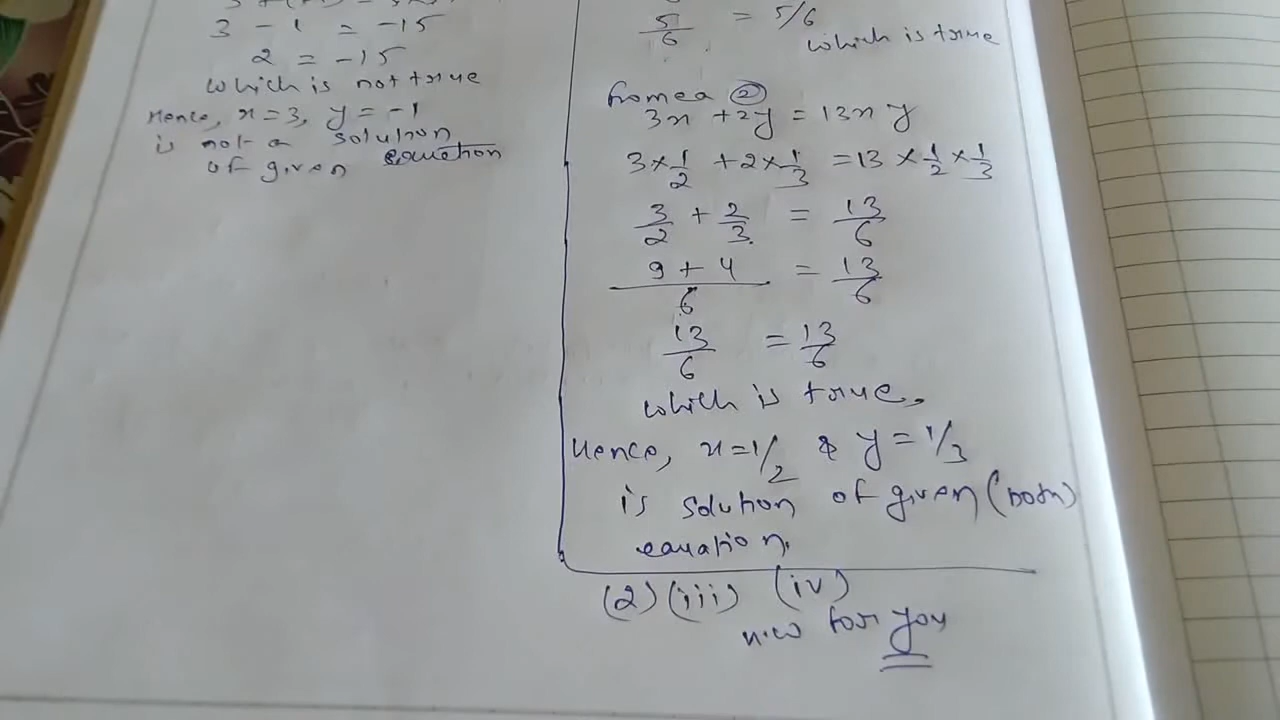 3 - 1 = -15
2 = -15
which is not true
Hence, x=3, y=-1
is not a solution
of given equation
5/6 = 5/6
which is true
from eq ②
3x + 2y = 13xy
3×1/2 + 2×1/3 = 13×1/2×1/3
3/2 + 2/3 = 13/6
9+4/6 = 13/6
13/6 = 13/6
which is true.
Hence, x=1/2 & y=1/3
is solution of given (both)
equation.
(2) (iii) (iv)
H.W for you